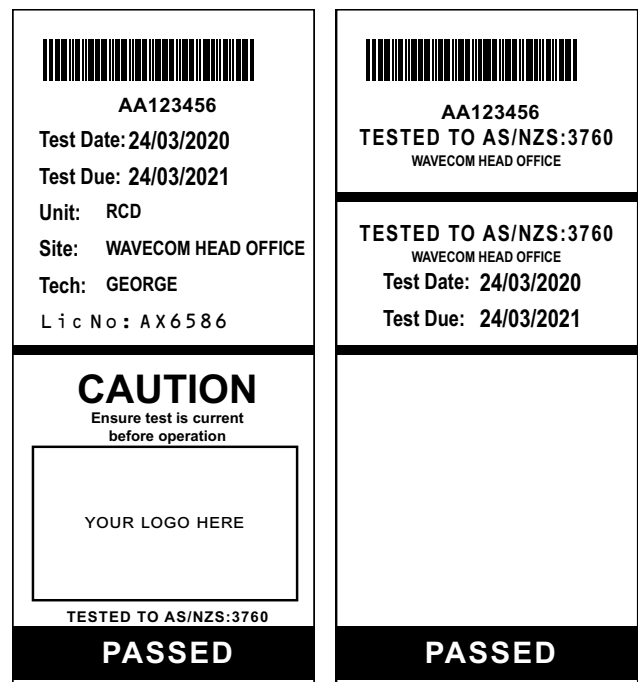 AA123456
Test Date: 24/03/2020
Test Due: 24/03/2021
Unit: RCD
Site: WAVECOM HEAD OFFICE
Tech: GEORGE
LicNo: AX6586
CAUTION
Ensure test is current
before operation
YOUR LOGO HERE
TESTED TO AS/NZS:3760
PASSED
AA123456
TESTED TO AS/NZS:3760
WAVECOM HEAD OFFICE
TESTED TO AS/NZS:3760
WAVECOM HEAD OFFICE
Test Date: 24/03/2020
Test Due: 24/03/2021
PASSED